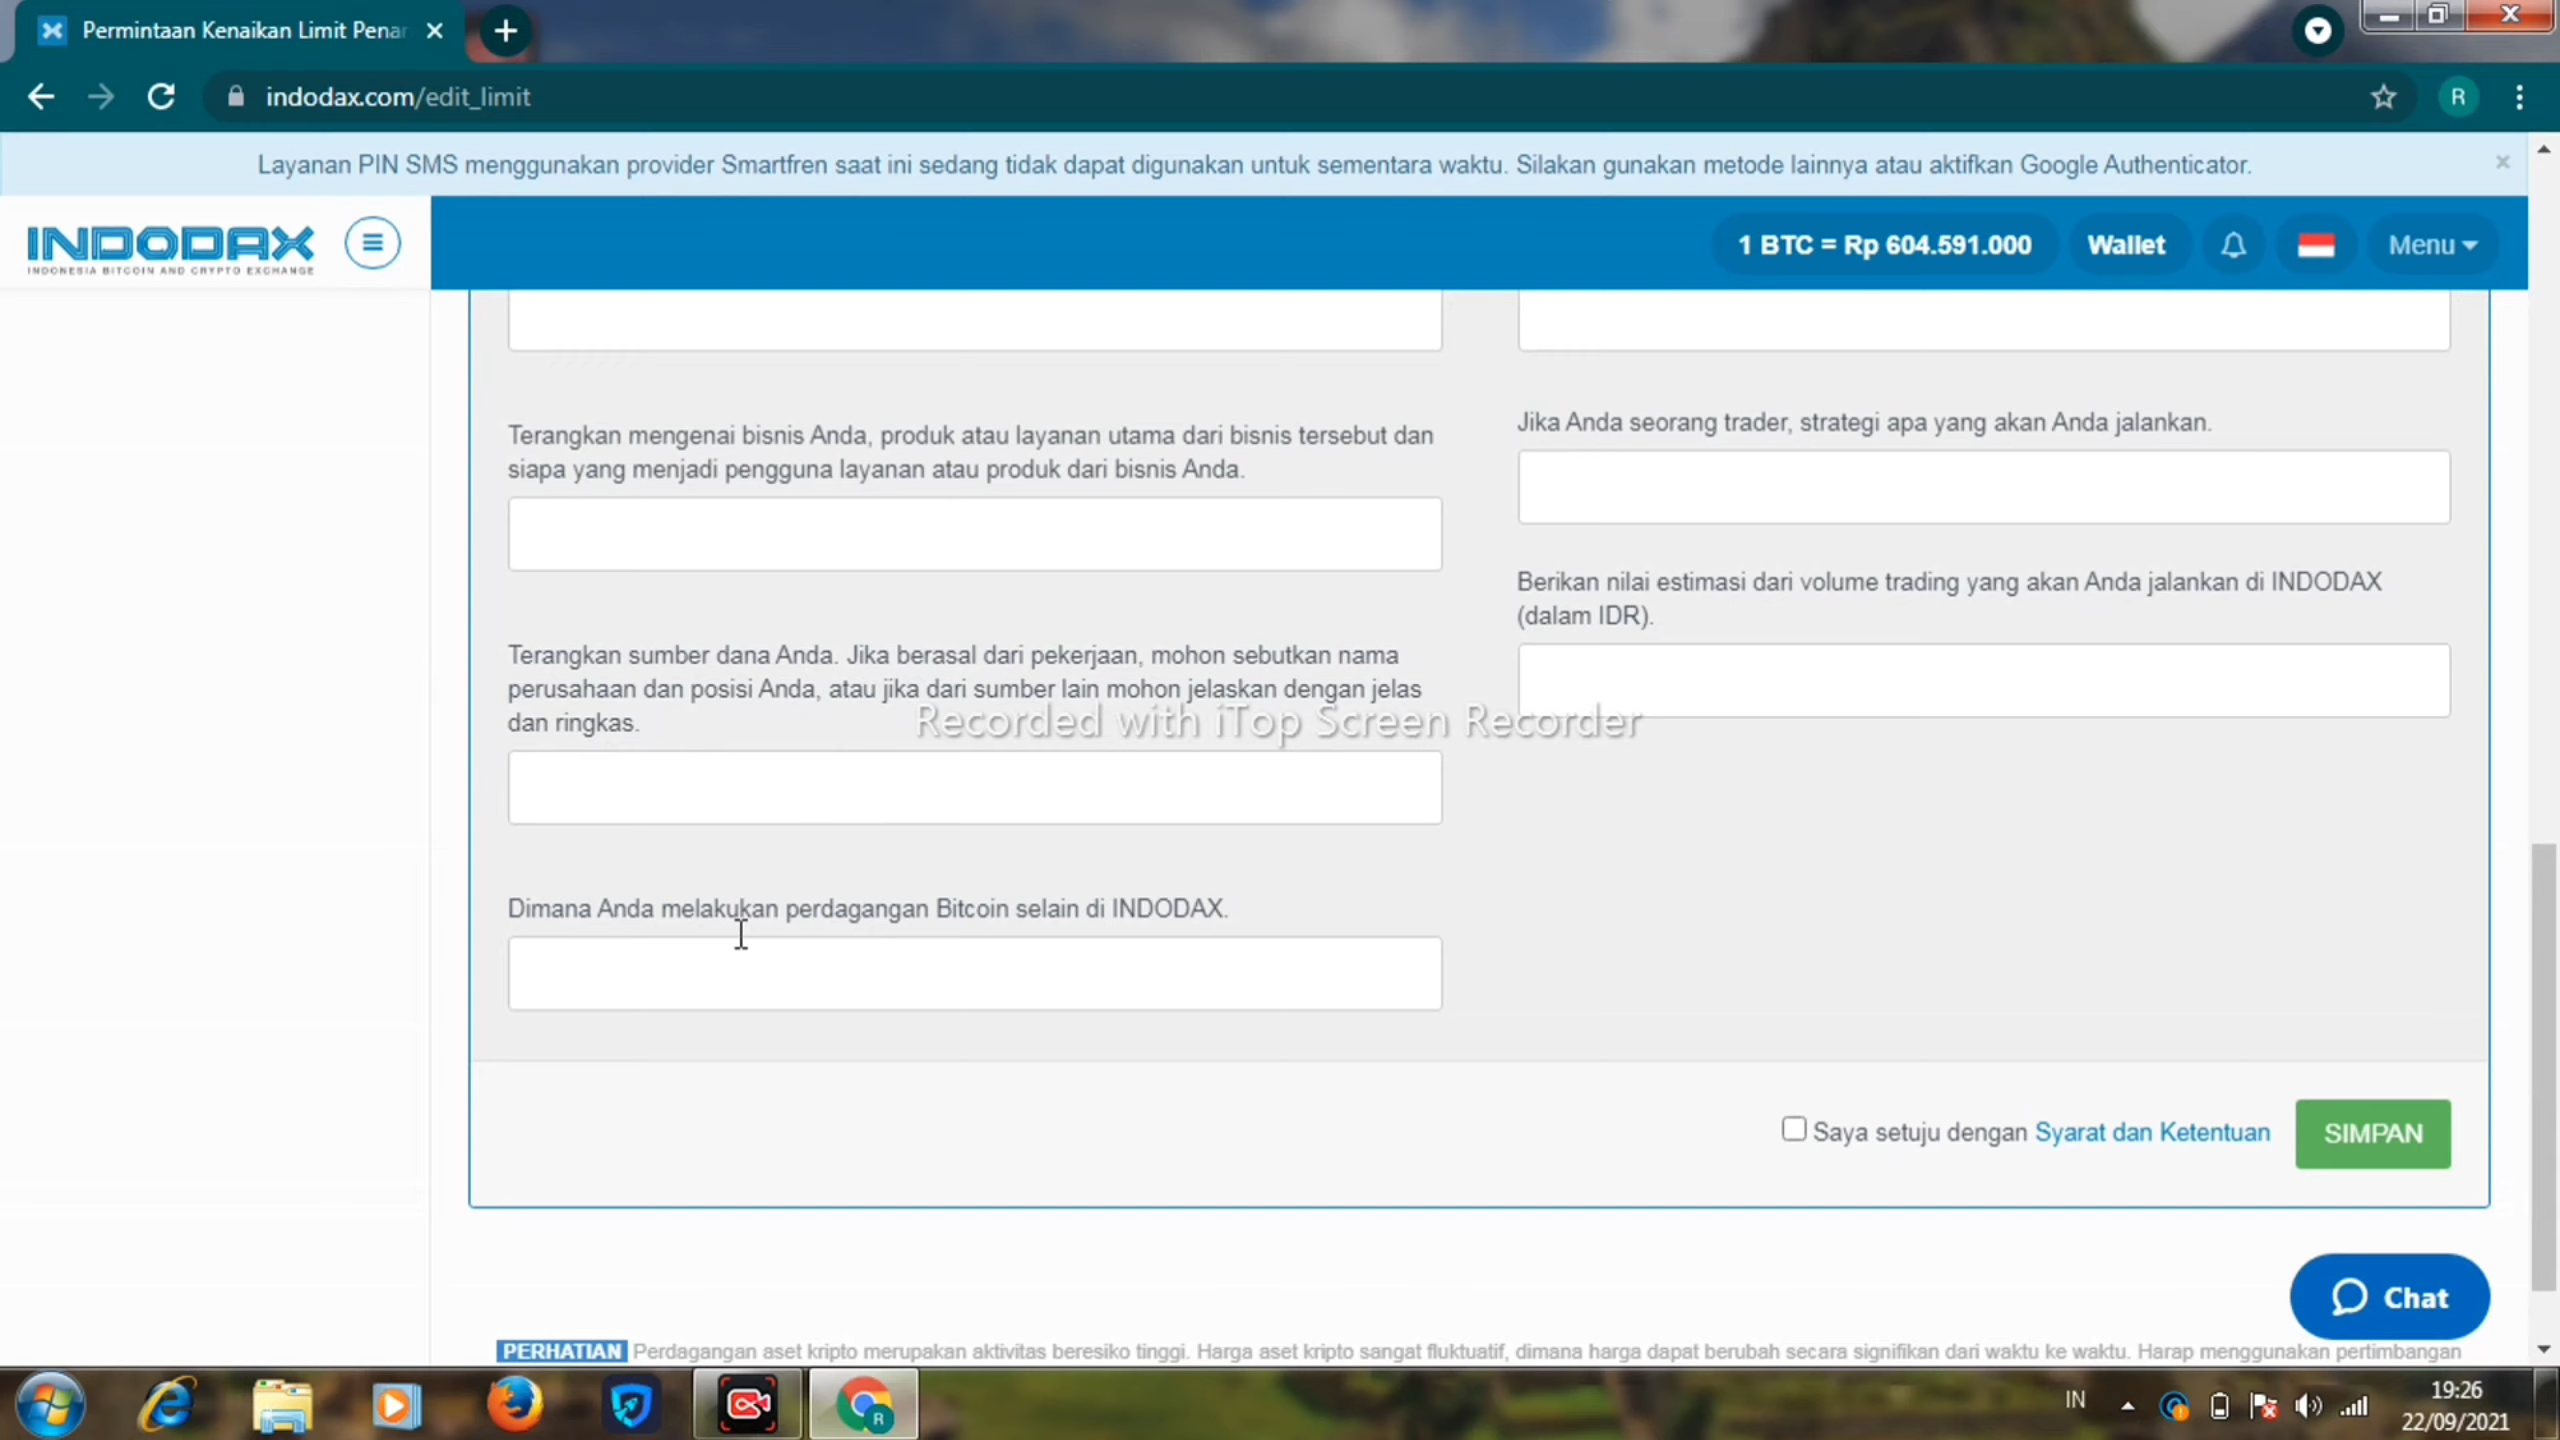 Permintaan Kenaikan Limit Penar
indodax.com/edit_limit
R
Layanan PIN SMS menggunakan provider Smartfren saat ini sedang tidak dapat digunakan untuk sementara waktu. Silakan gunakan metode lainnya atau aktifkan Google Authenticator.
INDODAX
INDONESIA BITCOIN AND CRYPTO EXCHANGE
1 BTC = Rp 604.591.000
Wallet
Menu
Terangkan mengenai bisnis Anda, produk atau layanan utama dari bisnis tersebut dan
siapa yang menjadi pengguna layanan atau produk dari bisnis Anda.
Jika Anda seorang trader, strategi apa yang akan Anda jalankan.
Berikan nilai estimasi dari volume trading yang akan Anda jalankan di INDODAX
(dalam IDR).
Terangkan sumber dana Anda. Jika berasal dari pekerjaan, mohon sebutkan nama
perusahaan dan posisi Anda, atau jika dari sumber lain mohon jelaskan dengan jelas
dan ringkas.
Recorded with iTop Screen Recorder
Dimana Anda melakukan perdagangan Bitcoin selain di INDODAX.
Saya setuju dengan Syarat dan Ketentuan
SIMPAN
Chat
PERHATIAN Perdagangan aset kripto merupakan aktivitas beresiko tinggi. Harga aset kripto sangat fluktuatif, dimana harga dapat berubah secara signifikan dari waktu ke waktu. Harap menggunakan pertimbangan
R
IN
19:26
22/09/2021